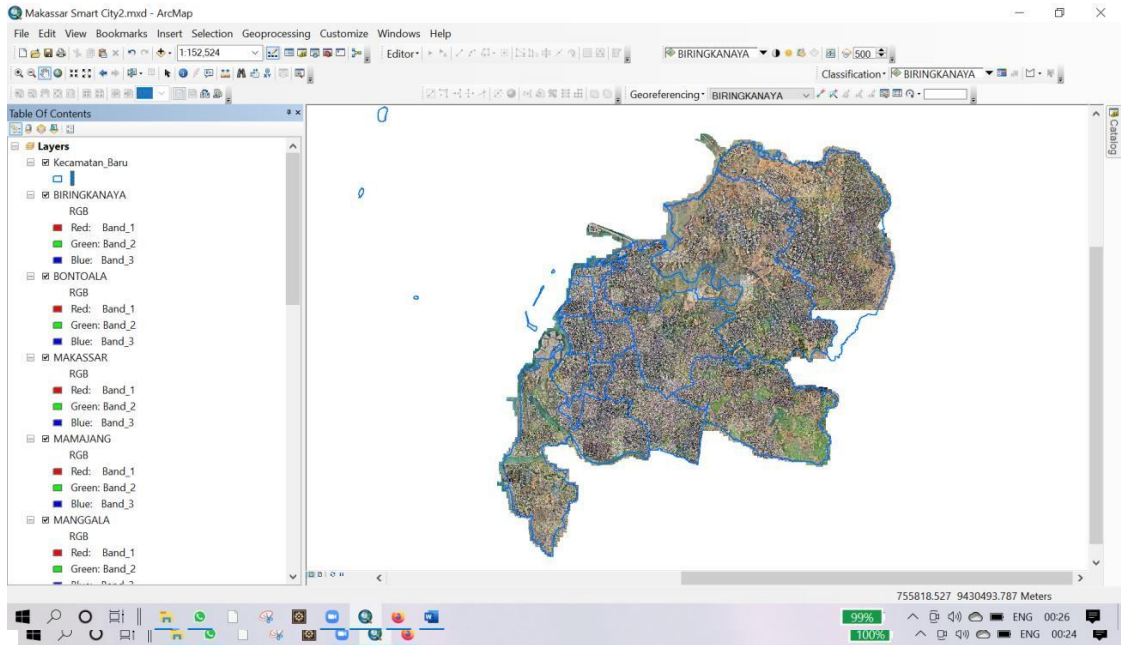 Makassar Smart City2.mxd - ArcMap
File Edit View Bookmarks Insert Selection Geoprocessing Customize Windows Help
1:152,524 Editor BIRINGKANAYA 500
Classification BIRINGKANAYA
Georeferencing BIRINGKANAYA
Table Of Contents
Catalog
Layers
Kecamatan_Baru
BIRINGKANAYA
RGB
Red: Band_1
Green: Band_2
Blue: Band_3
BONTOALA
RGB
Red: Band_1
Green: Band_2
Blue: Band_3
MAKASSAR
RGB
Red: Band_1
Green: Band_2
Blue: Band_3
MAMAJANG
RGB
Red: Band_1
Green: Band_2
Blue: Band_3
MANGGALA
RGB
Red: Band_1
Green: Band_2
755818.527 9430493.787 Meters
99% ENG 00:26
100% ENG 00:24